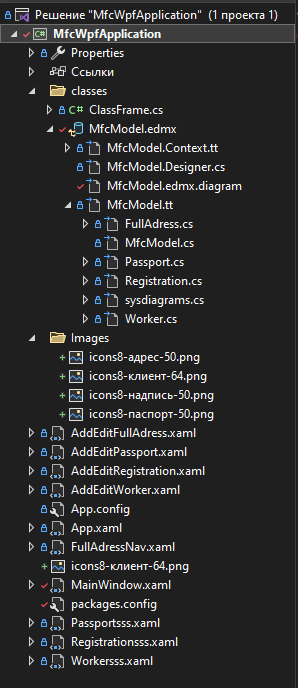 Решение "MfcWpfApplication" (1 проекта 1)
MfcWpfApplication
Properties
Ссылки
classes
ClassFrame.cs
MfcModel.edmx
MfcModel.Context.tt
MfcModel.Designer.cs
MfcModel.edmx.diagram
MfcModel.tt
FullAdress.cs
MfcModel.cs
Passport.cs
Registration.cs
sysdiagrams.cs
Worker.cs
Images
icons8-адрес-50.png
icons8-клиент-64.png
icons8-надпись-50.png
icons8-паспорт-50.png
AddEditFullAdress.xaml
AddEditPassport.xaml
AddEditRegistration.xaml
AddEditWorker.xaml
App.config
App.xaml
FullAdressNav.xaml
icons8-клиент-64.png
MainWindow.xaml
packages.config
Passportsss.xaml
Registrationsss.xaml
Workersss.xaml